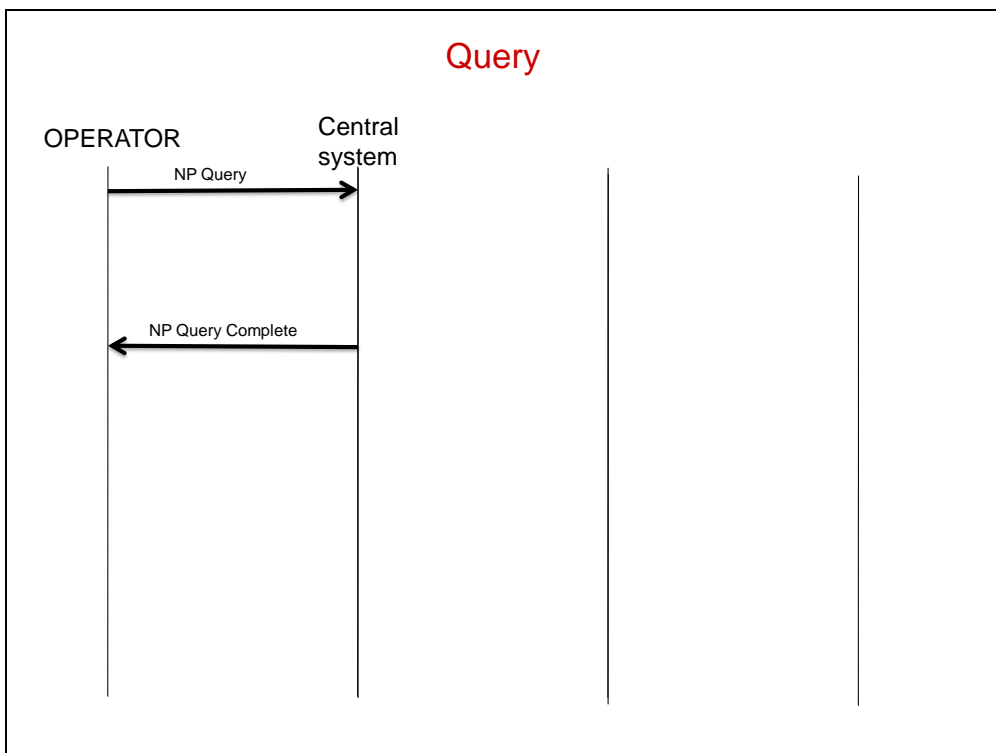 Query
OPERATOR
Central
system
NP Query
NP Query Complete